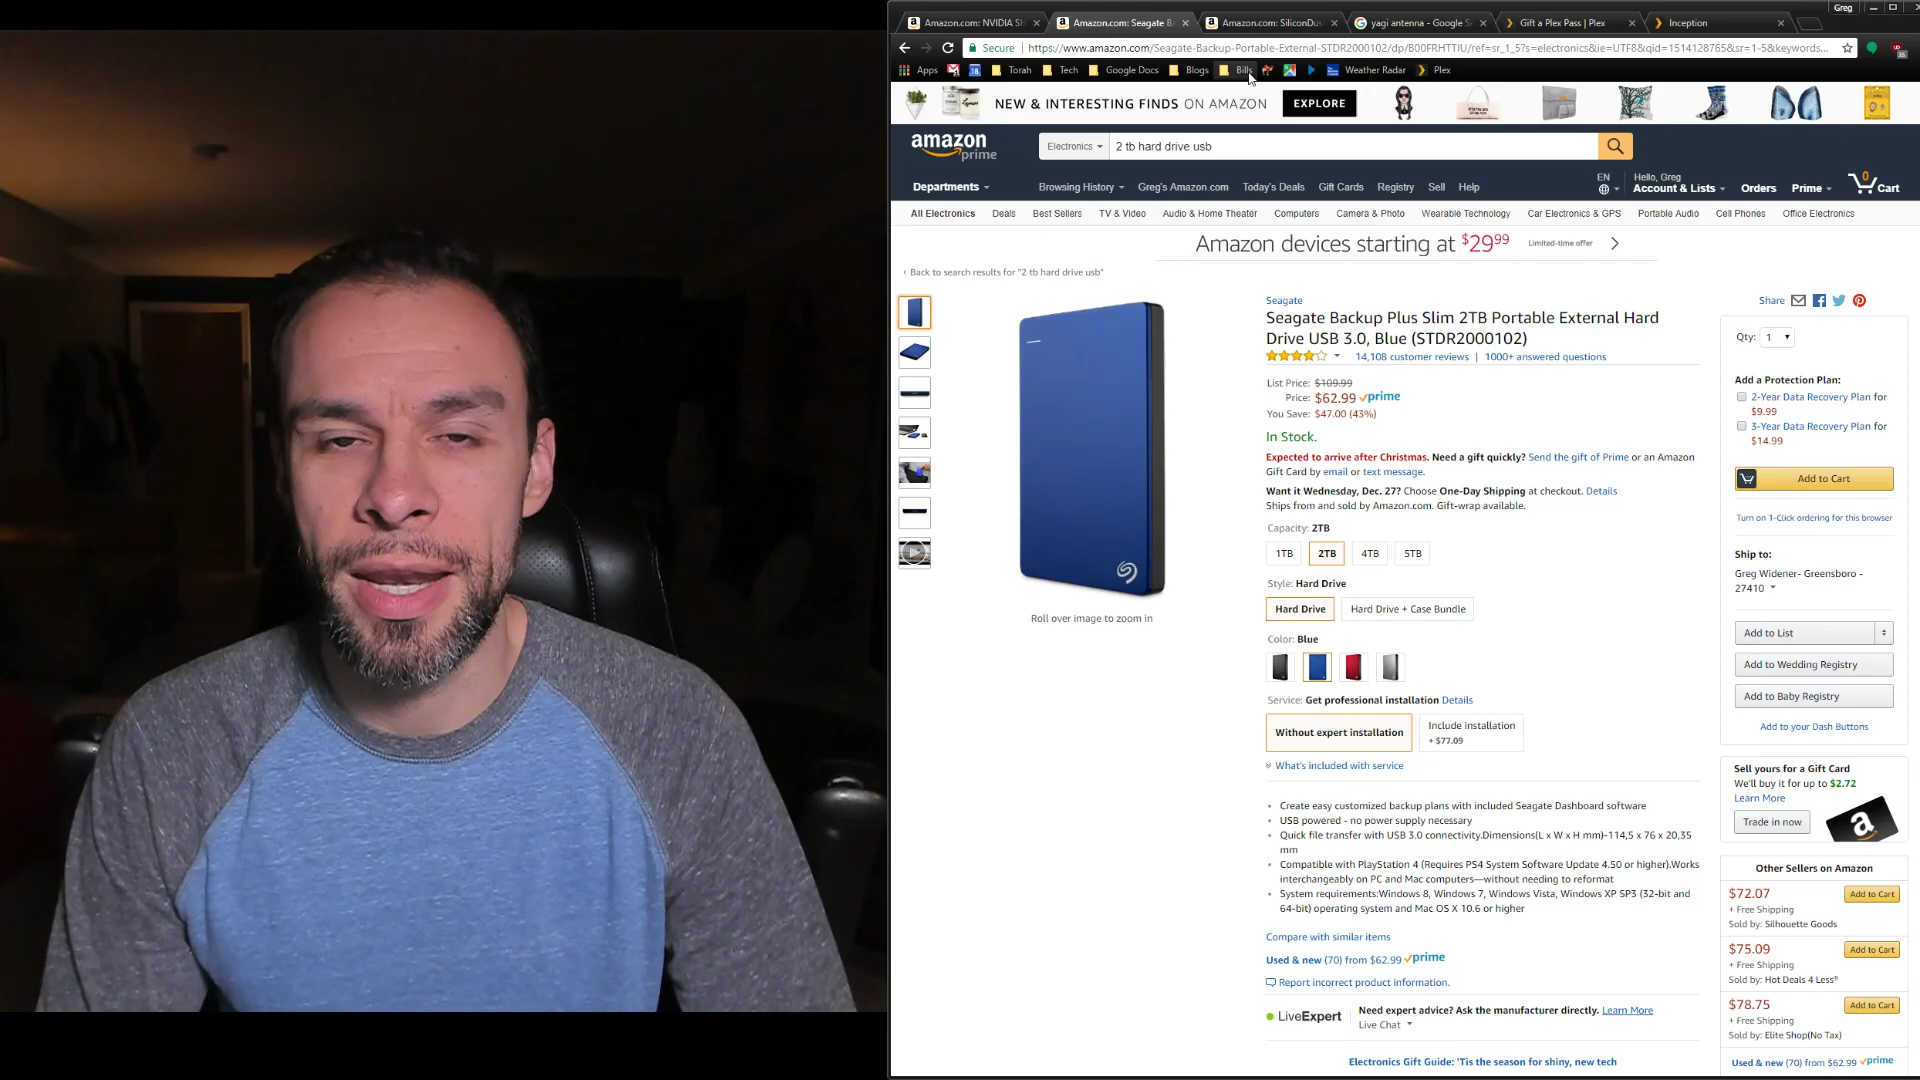 Greg
Amazon.com: NVIDIA SH
Amazon.com: Seagate B
Amazon.com: SiliconDus
yagi antenna - Google S
Gift a Plex Pass | Plex
Inception
Secure | https://www.amazon.com/Seagate-Backup-Portable-External-STDR2000102/dp/B00FRHTTIU/ref=sr_1_5?s=electronics&ie=UTF8&qid=1514128765&sr=1-5&keywords...
Apps
18
Torah
Tech
Google Docs
Blogs
Bills
Weather Radar
Plex
NEW & INTERESTING FINDS ON AMAZON
EXPLORE
amazon prime
Electronics
2 tb hard drive usb
Departments
Browsing History
Greg's Amazon.com
Today's Deals
Gift Cards
Registry
Sell
Help
EN
Hello, Greg
Account & Lists
Orders
Prime
0
Cart
All Electronics
Deals
Best Sellers
TV & Video
Audio & Home Theater
Computers
Camera & Photo
Wearable Technology
Car Electronics & GPS
Portable Audio
Cell Phones
Office Electronics
Amazon devices starting at $29.99
Limited-time offer
‹ Back to search results for "2 tb hard drive usb"
Roll over image to zoom in
Seagate
Seagate Backup Plus Slim 2TB Portable External Hard
Drive USB 3.0, Blue (STDR2000102)
14,108 customer reviews | 1000+ answered questions
List Price: $109.99
Price: $62.99 prime
You Save: $47.00 (43%)
In Stock.
Expected to arrive after Christmas. Need a gift quickly? Send the gift of Prime or an Amazon
Gift Card by email or text message.
Want it Wednesday, Dec. 27? Choose One-Day Shipping at checkout. Details
Ships from and sold by Amazon.com. Gift-wrap available.
Capacity: 2TB
1TB
2TB
4TB
5TB
Style: Hard Drive
Hard Drive
Hard Drive + Case Bundle
Color: Blue
Service: Get professional installation Details
Without expert installation
Include installation
+ $77.09
What's included with service
• Create easy customized backup plans with included Seagate Dashboard software
• USB powered - no power supply necessary
• Quick file transfer with USB 3.0 connectivity.Dimensions(L x W x H mm)-114,5 x 76 x 20,35
mm
• Compatible with PlayStation 4 (Requires PS4 System Software Update 4.50 or higher).Works
interchangeably on PC and Mac computers—without needing to reformat
• System requirements:Windows 8, Windows 7, Windows Vista, Windows XP SP3 (32-bit and
64-bit) operating system and Mac OS X 10.6 or higher
Compare with similar items
Used & new (70) from $62.99 prime
Report incorrect product information.
LiveExpert
Need expert advice? Ask the manufacturer directly. Learn More
Live Chat
Electronics Gift Guide: 'Tis the season for shiny, new tech
Share
Qty: 1
Add a Protection Plan:
2-Year Data Recovery Plan for
$9.99
3-Year Data Recovery Plan for
$14.99
Add to Cart
Turn on 1-Click ordering for this browser
Ship to:
Greg Widener- Greensboro -
27410
Add to List
Add to Wedding Registry
Add to Baby Registry
Add to your Dash Buttons
Sell yours for a Gift Card
We'll buy it for up to $2.72
Learn More
Trade in now
Other Sellers on Amazon
$72.07
Add to Cart
+ Free Shipping
Sold by: Silhouette Goods
$75.09
Add to Cart
+ Free Shipping
Sold by: Hot Deals 4 Less®
$78.75
Add to Cart
+ Free Shipping
Sold by: Elite Shop(No Tax)
Used & new (70) from $62.99 prime